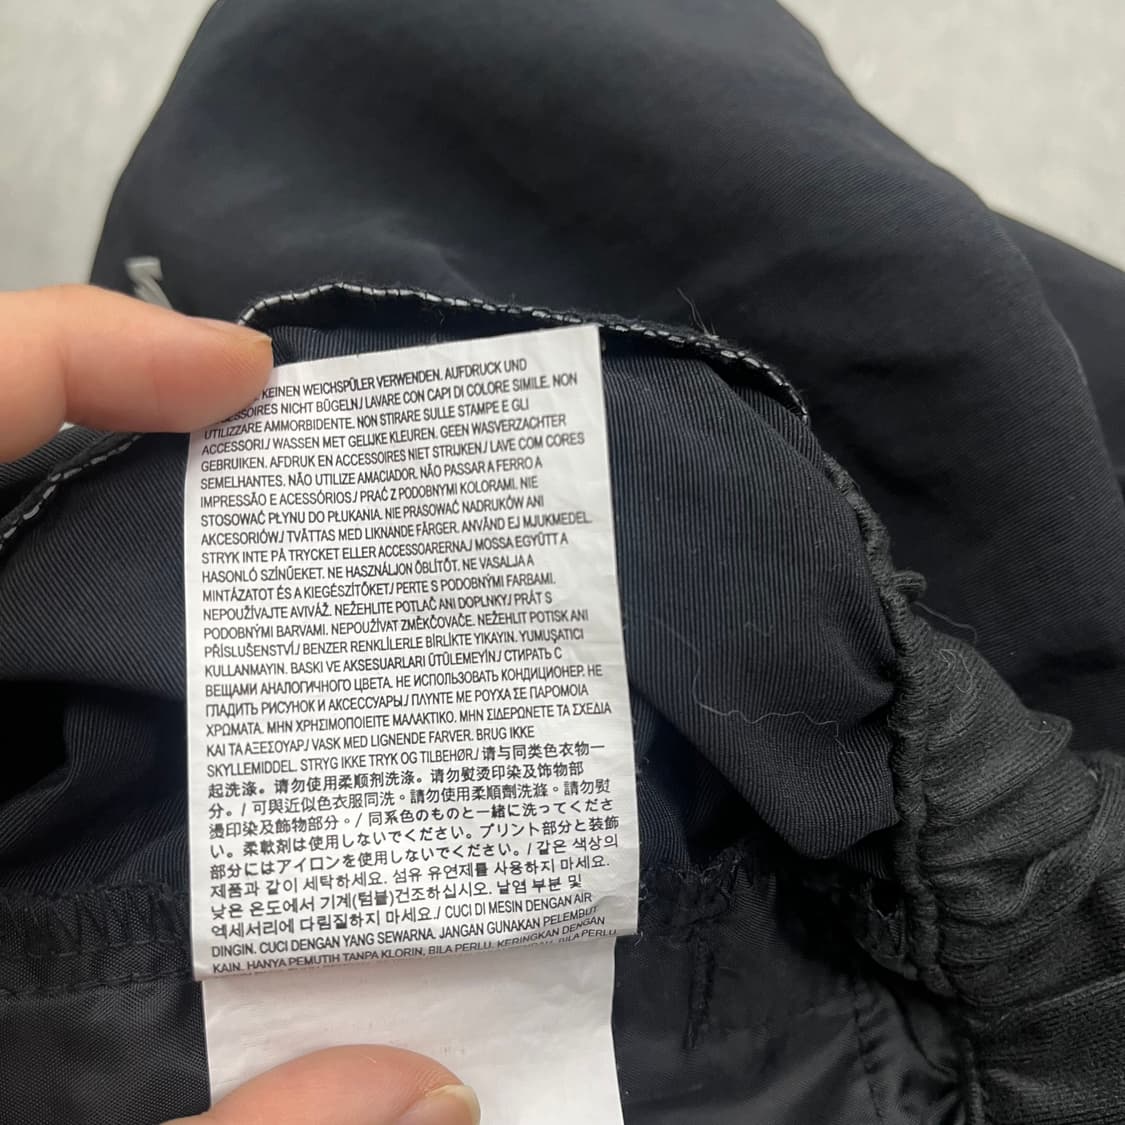 KEINEN WEICHSPÜLER VERWENDEN. AUFDRUCK UND
NICHT BÜGELN./ LAVARE CON CAPI DI COLORE SIMILE. NON
UTILIZZARE AMMORBIDENTE. NON STIRARE SULLE STAMPE E GLI
ACCESSORI./ WASSEN MET GELIJKE KLEUREN. GEEN WASVERZACHTER
GEBRUIKEN. AFDRUK EN ACCESSOIRES NIET STRIJKEN./ LAVE COM CORES
SEMELHANTES. NÃO UTILIZE AMACIADOR. NÃO PASSAR A FERRO A
IMPRESSÃO E ACESSÓRIOS./ PRAĆ Z PODOBNYMI KOLORAMI. NIE
STOSOWAĆ PŁYNU DO PŁUKANIA. NIE PRASOWAĆ NADRUKÓW ANI
AKCESORIÓW./ TVÄTTAS MED LIKNANDE FÄRGER. ANVÄND EJ MJUKMEDEL.
STRYK INTE PÅ TRYCKET ELLER ACCESSOARERNA./ MOSSA EGYÜTT A
HASONLÓ SZÍNŰEKET. NE HASZNÁLJON ÖBLÍTŐT. NE VASALJA A
MINTÁZATOT ÉS A KIEGÉSZÍTŐKET./ PERTE S PODOBNÝMI FARBAMI.
NEPOUŽÍVAJTE AVIVÁŽ. NEŽEHLITE POTLAČ ANI DOPLNKY./ PRÁT S
PODOBNÝMI BARVAMI. NEPOUŽÍVAT ZMĚKČOVAČE. NEŽEHLIT POTISK ANI
PŘÍSLUŠENSTVÍ./ BENZER RENKLİLERLE BİRLİKTE YIKAYIN. YUMUŞATICI
KULLANMAYIN. BASKI VE AKSESUARLARI ÜTÜLEMEYİN./ СТИРАТЬ С
ВЕЩАМИ АНАЛОГИЧНОГО ЦВЕТА. НЕ ИСПОЛЬЗОВАТЬ КОНДИЦИОНЕР. НЕ
ГЛАДИТЬ РИСУНОК И АКСЕССУАРЫ./ ΠΛΥΝΤΕ ΜΕ ΡΟΥΧΑ ΣΕ ΠΑΡΟΜΟΙΑ
ΧΡΩΜΑΤΑ. ΜΗΝ ΧΡΗΣΙΜΟΠΟΙΕΙΤΕ ΜΑΛΑΚΤΙΚΟ. ΜΗΝ ΣΙΔΕΡΩΝΕΤΕ ΤΑ ΣΧΕΔΙΑ
ΚΑΙ ΤΑ ΑΞΕΣΟΥΑΡ./ VASK MED LIGNENDE FARVER. BRUG IKKE
SKYLLEMIDDEL. STRYG IKKE TRYK OG TILBEHØR./ 请与同类色衣物一
起洗涤。请勿使用柔顺剂洗涤。请勿熨烫印染及饰物部
分。/ 可與近似色衣服同洗。請勿使用柔順劑洗滌。請勿熨
燙印染及飾物部分。/ 同系色のものと一緒に洗ってくださ
い。柔軟剤は使用しないでください。プリント部分と装飾
部分にはアイロンを使用しないでください。/ 같은 색상의
제품과 같이 세탁하세요. 섬유 유연제를 사용하지 마세요.
낮은 온도에서 기계(텀블)건조하십시오. 날염 부분 및
액세서리에 다림질하지 마세요./ CUCI DI MESIN DENGAN AIR
DINGIN. CUCI DENGAN YANG SEWARNA. JANGAN GUNAKAN PELEMBUT
KAIN. HANYA PEMUTIH TANPA KLORIN, BILA PERLU. KERINGKAN DENGAN